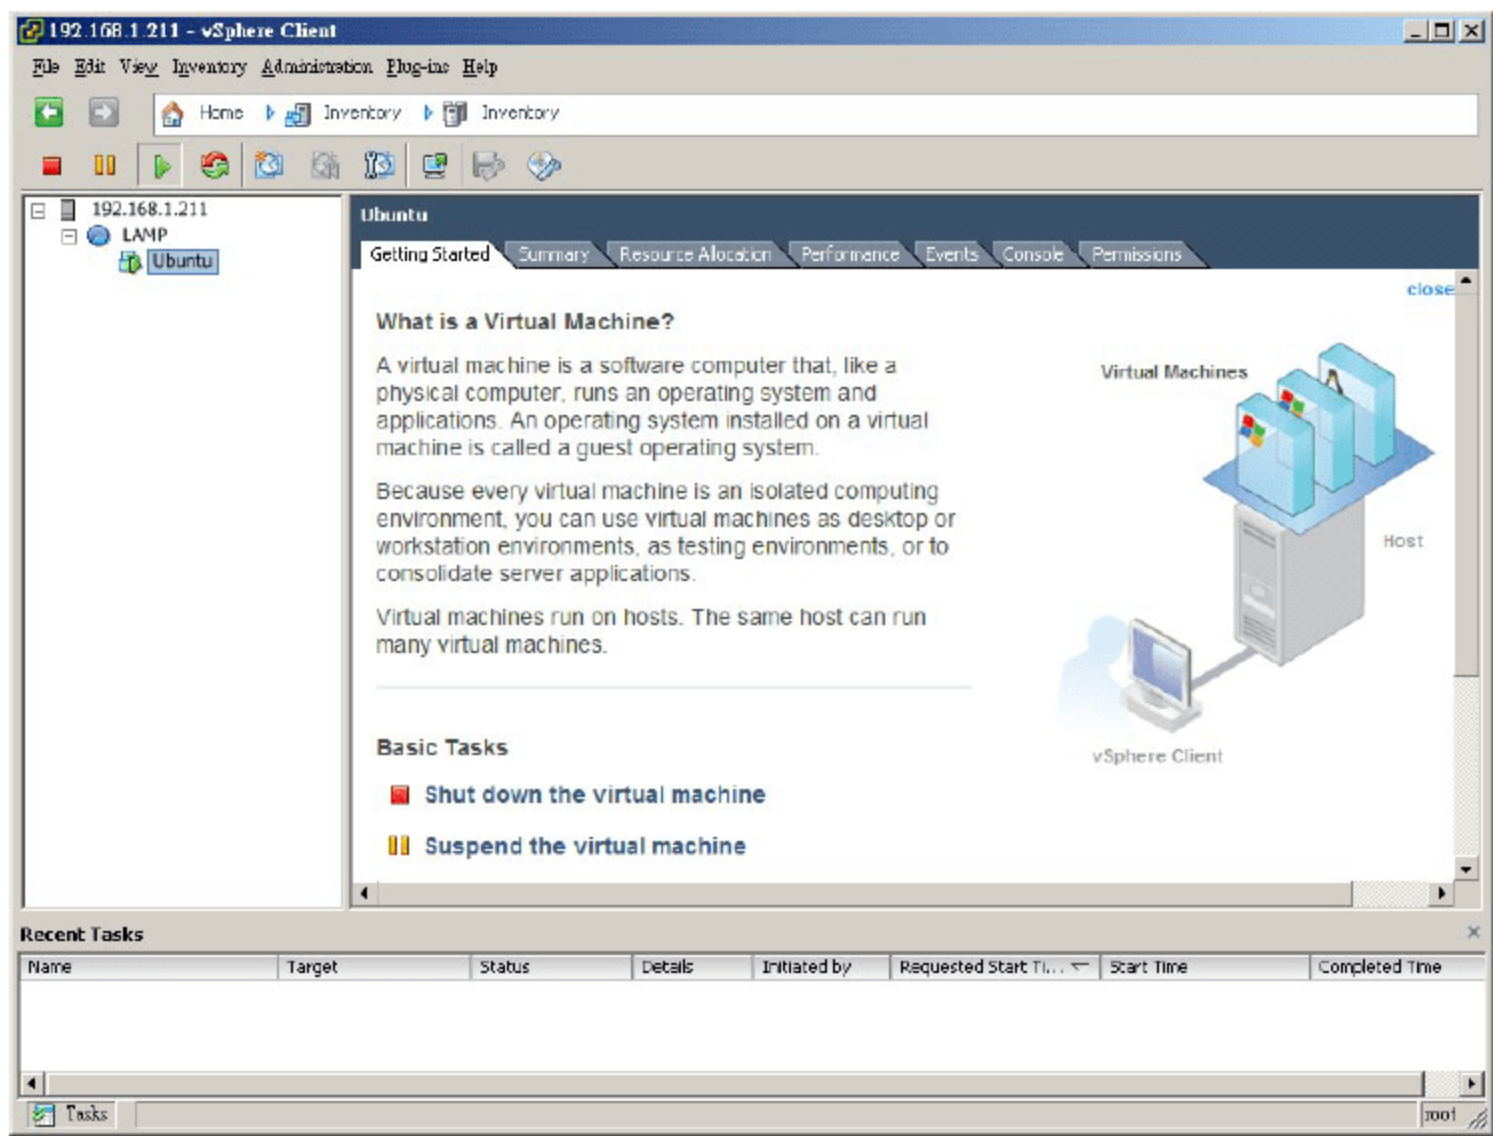 192.168.1.211 - vSphere Client
File Edit View Inventory Administration Plug-ins Help
Home Inventory Inventory
192.168.1.211
LAMP
Ubuntu
Ubuntu
Getting Started Summary Resource Allocation Performance Events Console Permissions
close
What is a Virtual Machine?
A virtual machine is a software computer that, like a
physical computer, runs an operating system and
applications. An operating system installed on a virtual
machine is called a guest operating system.
Because every virtual machine is an isolated computing
environment, you can use virtual machines as desktop or
workstation environments, as testing environments, or to
consolidate server applications.
Virtual machines run on hosts. The same host can run
many virtual machines.
Virtual Machines
Host
vSphere Client
Basic Tasks
Shut down the virtual machine
Suspend the virtual machine
Recent Tasks
Name Target Status Details Initiated by Requested Start Ti... Start Time Completed Time
Tasks root